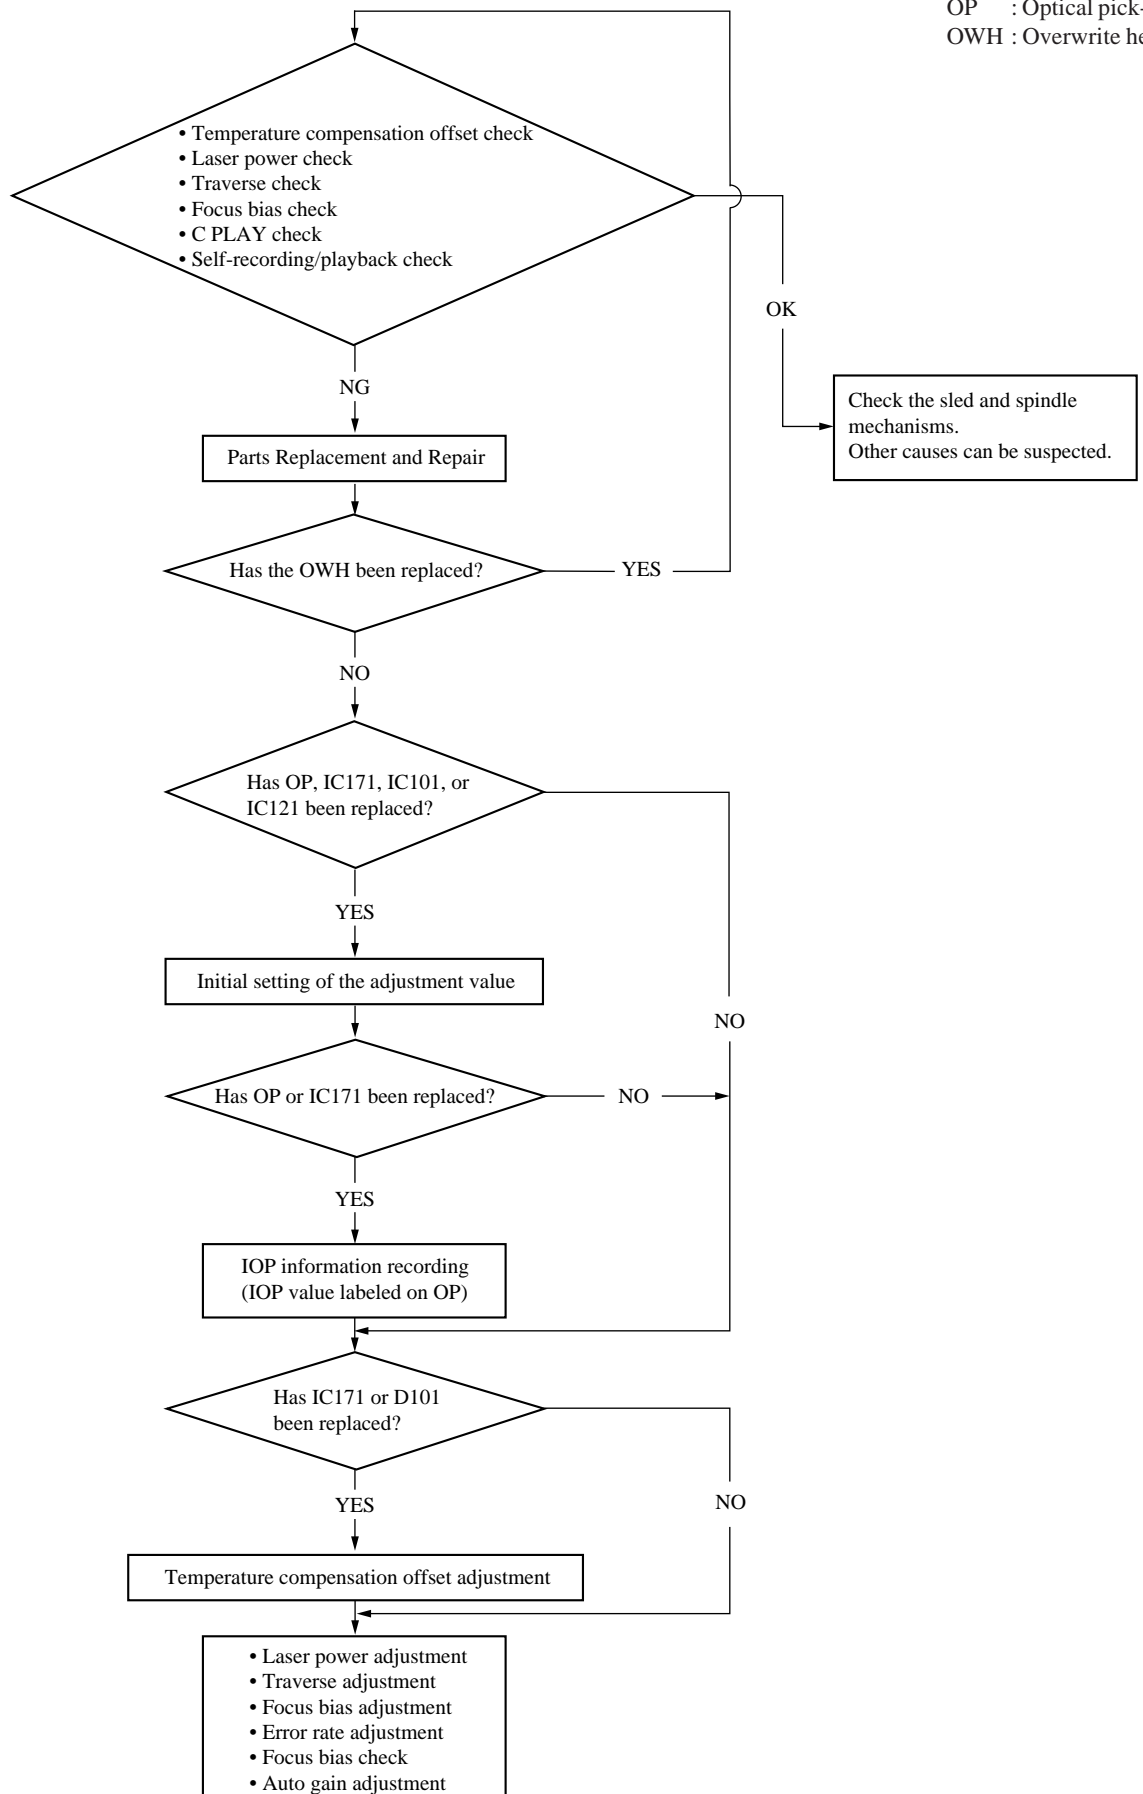 OP : Optical pick-
OWH : Overwrite he
• Temperature compensation offset check
• Laser power check
• Traverse check
• Focus bias check
• C PLAY check
• Self-recording/playback check
OK
NG
Check the sled and spindle
mechanisms.
Other causes can be suspected.
Parts Replacement and Repair
Has the OWH been replaced?
YES
NO
Has OP, IC171, IC101, or
IC121 been replaced?
YES
Initial setting of the adjustment value
NO
Has OP or IC171 been replaced?
NO
YES
IOP information recording
(IOP value labeled on OP)
Has IC171 or D101
been replaced?
YES
NO
Temperature compensation offset adjustment
• Laser power adjustment
• Traverse adjustment
• Focus bias adjustment
• Error rate adjustment
• Focus bias check
• Auto gain adjustment